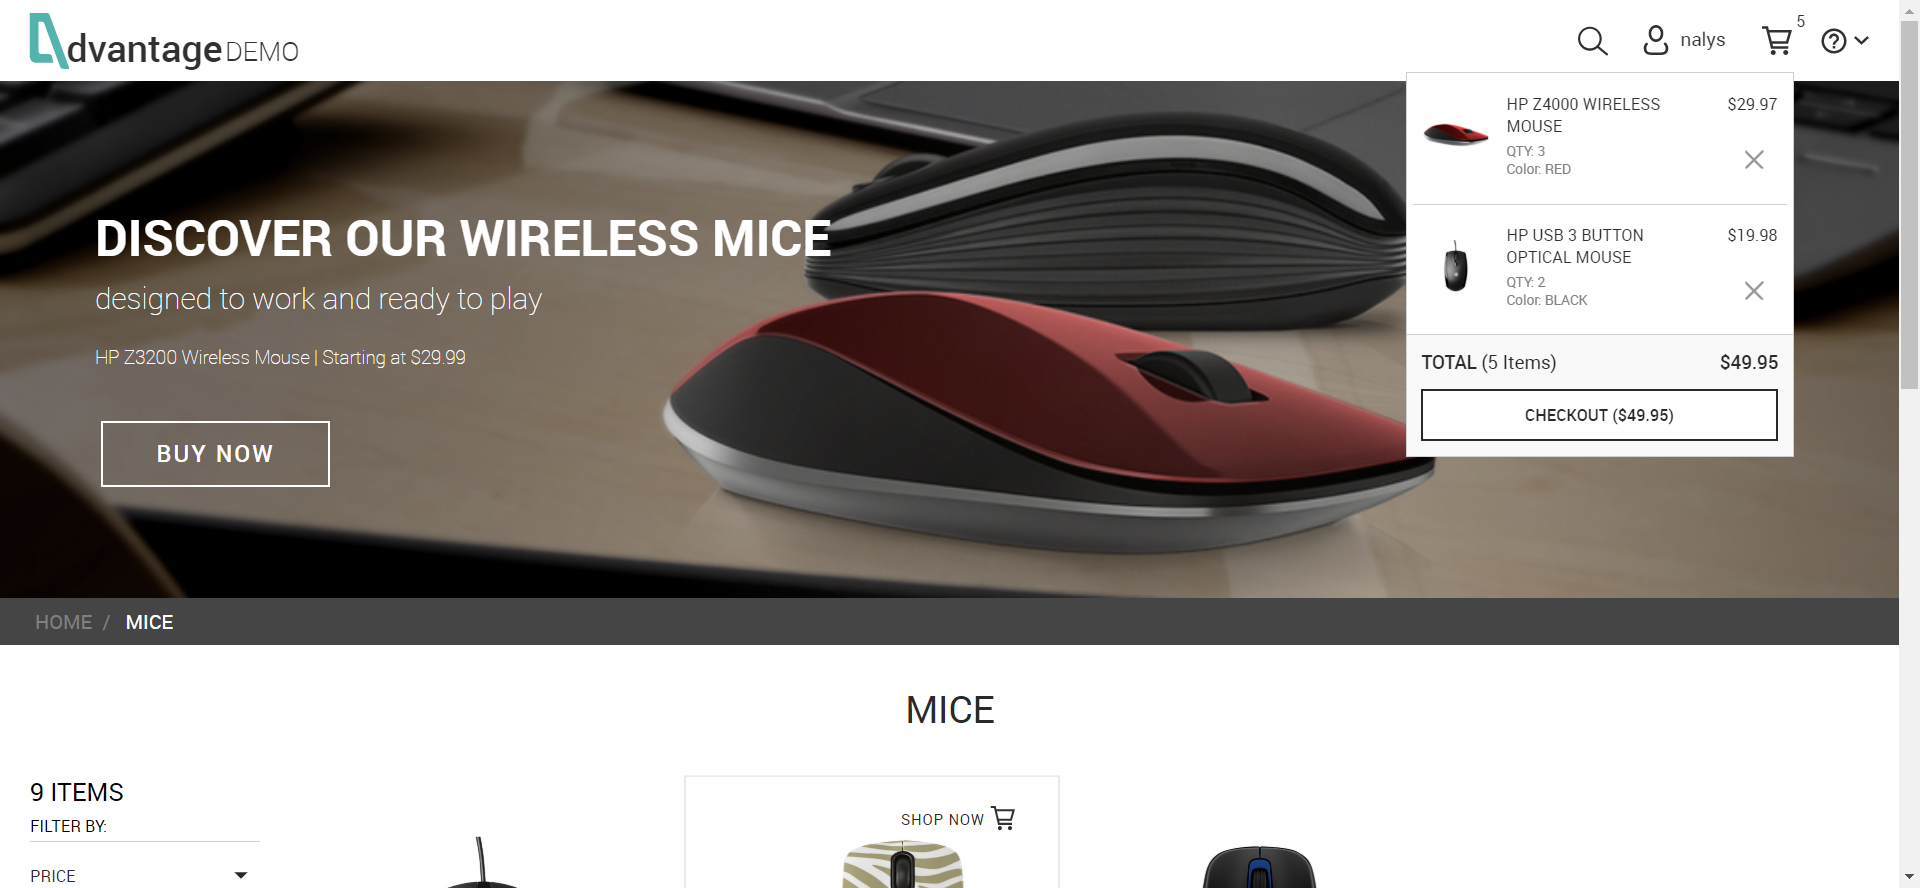 dvantage DEMO
nalys
5
HP Z4000 WIRELESS
MOUSE
$29.97
QTY: 3
Color: RED
HP USB 3 BUTTON
OPTICAL MOUSE
$19.98
QTY: 2
Color: BLACK
TOTAL (5 Items)
$49.95
CHECKOUT ($49.95)
DISCOVER OUR WIRELESS MICE
designed to work and ready to play
HP Z3200 Wireless Mouse | Starting at $29.99
BUY NOW
HOME / MICE
MICE
9 ITEMS
FILTER BY:
PRICE
SHOP NOW